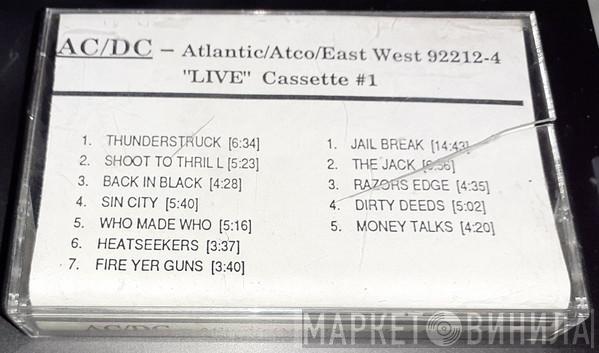 AC/DC – Atlantic/Atco/East West 92212-4
"LIVE" Cassette #1
1. THUNDERSTRUCK [6:34]
2. SHOOT TO THRILL [5:23]
3. BACK IN BLACK [4:28]
4. SIN CITY [5:40]
5. WHO MADE WHO [5:16]
6. HEATSEEKERS [3:37]
7. FIRE YER GUNS [3:40]
1. JAIL BREAK [14:43]
2. THE JACK
3. RAZORS EDGE [4:35]
4. DIRTY DEEDS [5:02]
5. MONEY TALKS [4:20]
AC/DC
МАРКЕТ ВИНИЛА